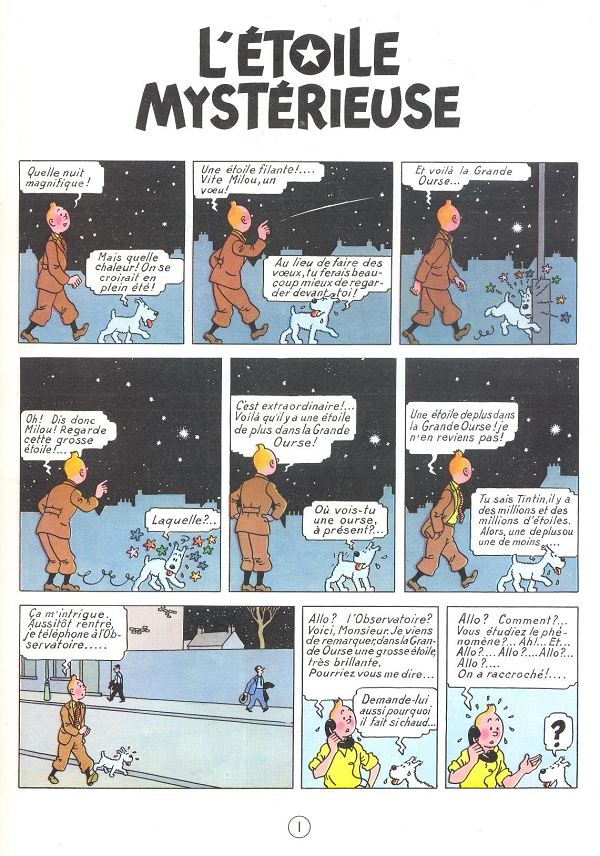 L'ÉTOILE
MYSTÉRIEUSE
Quelle nuit
magnifique!
Mais quelle
chaleur! On se
croirait en
plein été!
Une étoile filante!....
Vite Milou, un
vœu!
Au lieu de faire des
vœux, tu ferais beau-
coup mieux de regar-
der devant toi!
Et voilà la Grande
Ourse...
Oh! Dis donc
Milou! Regarde
cette grosse
étoile!...
Laquelle?..
C'est extraordinaire!...
Voilà qu'il y a une étoile
de plus dans la Grande
Ourse!
Où vois-tu
une ourse,
à présent?...
Une étoile de plus dans
la Grande Ourse! je
n'en reviens pas!
Tu sais Tintin, il y a
des millions et des
millions d'étoiles.
Alors, une de plus ou
une de moins.....
Ça m'intrigue.
Aussitôt rentré,
je téléphone à l'Ob-
servatoire.....
Allo? l'Observatoire?
Voici, Monsieur. Je viens
de remarquer, dans la Gran-
de Ourse une grosse étoile,
très brillante.
Pourriez vous me dire...
Demande-lui
aussi pourquoi
il fait si chaud...
Allo? Comment?...
Vous étudiez le phé-
nomène?... Ah!... Et...
Allo?.... Allo?.... Allo?...
Allo?....
On a raccroché!....
?
1